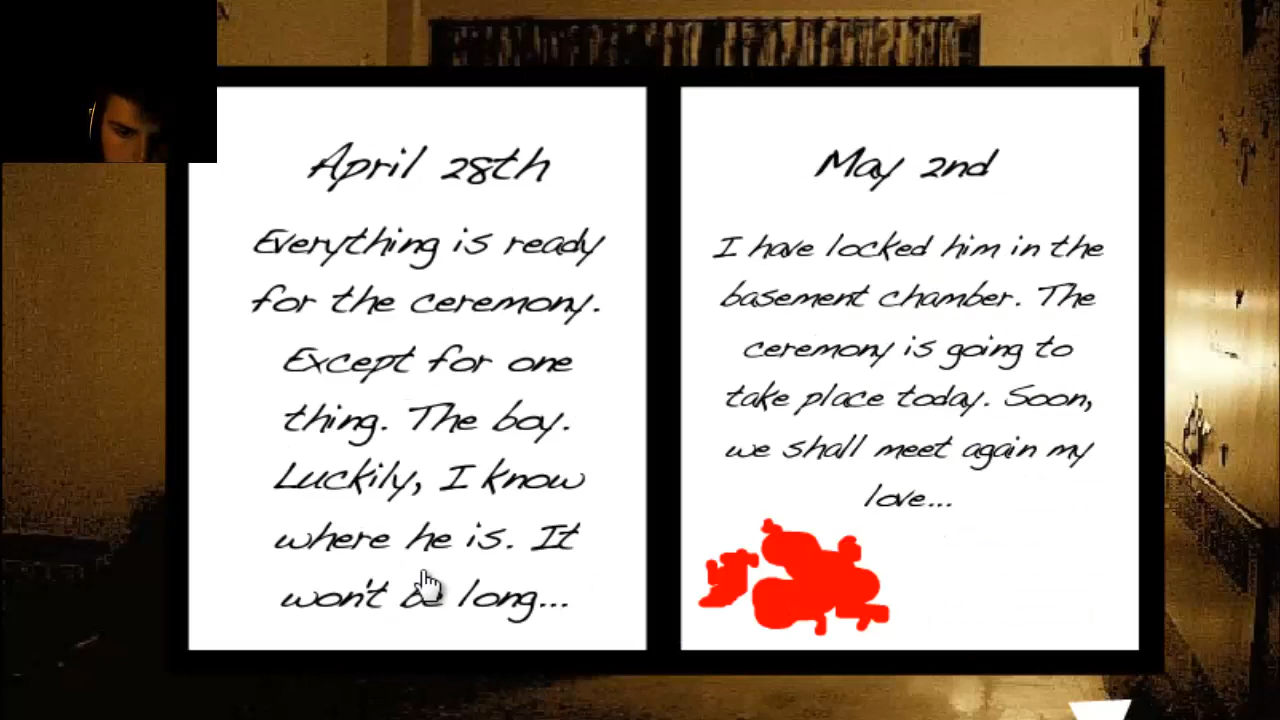 April 28th
Everything is ready
for the ceremony.
Except for one
thing. The boy.
Luckily, I know
where he is. It
won't be long...
May 2nd
I have locked him in the
basement chamber. The
ceremony is going to
take place today. Soon,
we shall meet again my
love...